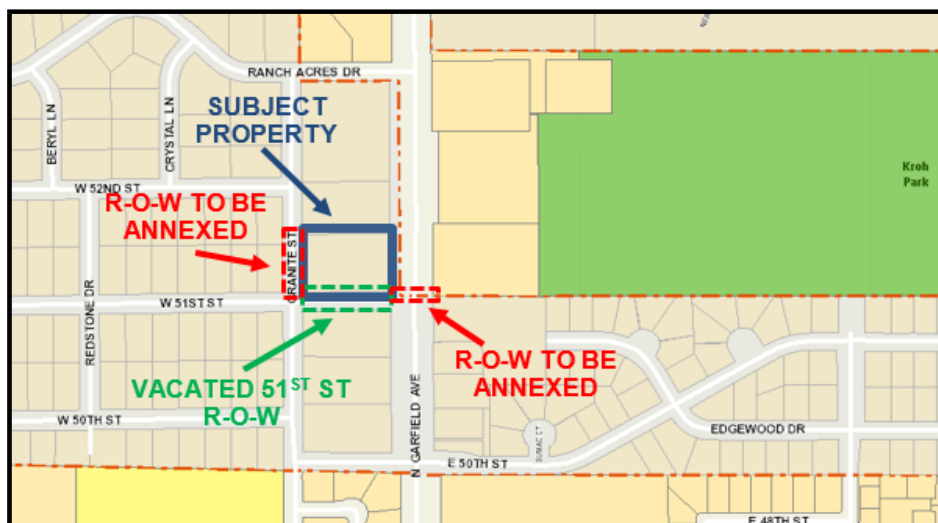 RANCH ACRES DR
BERYL LN
CRYSTAL LN
SUBJECT
PROPERTY
Kroh
Park
W 52ND ST
R-O-W TO BE
ANNEXED
GRANITE ST
W 51ST ST
REDSTONE DR
R-O-W TO BE
ANNEXED
VACATED 51ST ST
R-O-W
W 50TH ST
N GARFIELD AVE
EDGEWOOD DR
SUMAC CT
E 50TH ST
E 48TH ST